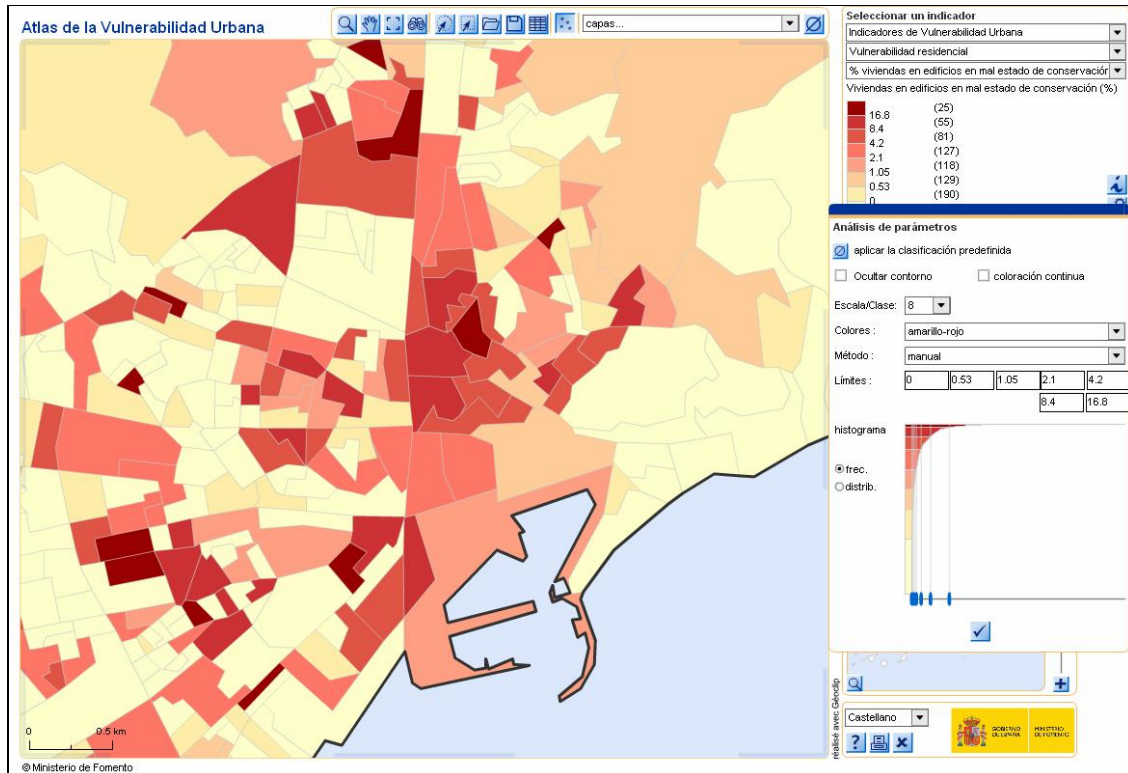 Atlas de la Vulnerabilidad Urbana
capas...
Seleccionar un indicador
Indicadores de Vulnerabilidad Urbana
Vulnerabilidad residencial
% viviendas en edificios en mal estado de conservación
Viviendas en edificios en mal estado de conservación (%)
(25)
16.8
(55)
8.4
(81)
4.2
(127)
2.1
(118)
1.05
(129)
0.53
(190)
0
Análisis de parámetros
aplicar la clasificación predefinida
Ocultar contorno
coloración continua
Escala/Clase: 8
Colores : amarillo-rojo
Método : manual
Límites : 0 0.53 1.05 2.1 4.2
8.4 16.8
histograma
frec.
distrib.
réalisé avec Géoclip
Castellano
GOBIERNO DE ESPAÑA
MINISTERIO DE FOMENTO
0 0.5 km
© Ministerio de Fomento